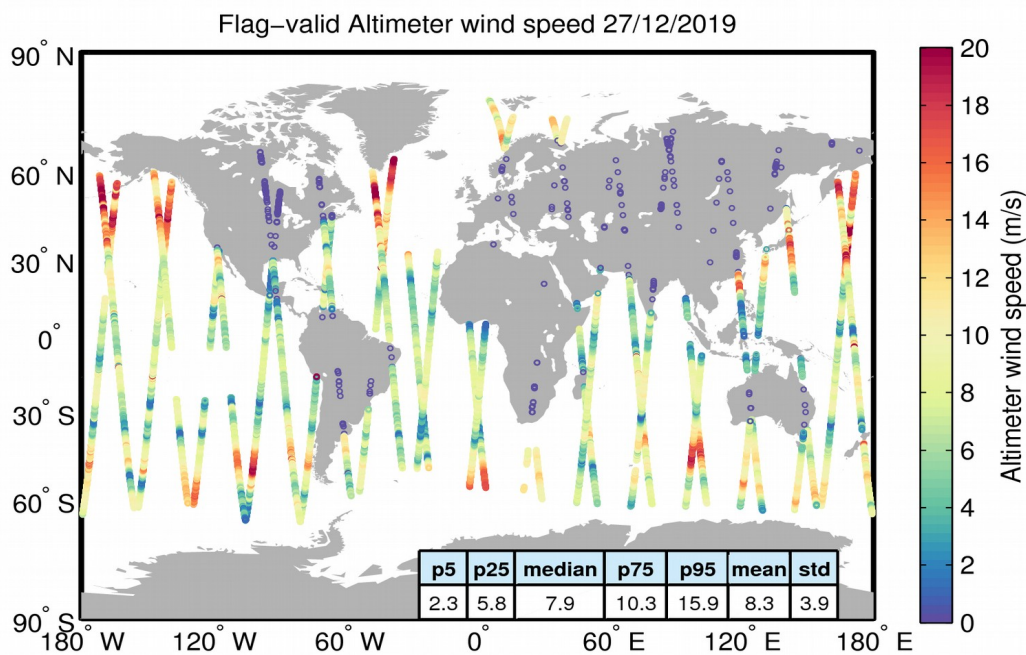 Flag-valid Altimeter wind speed 27/12/2019
90° N
60° N
30° N
0°
30° S
60° S
90° S
180° W
120° W
60° W
0°
60° E
120° E
180° E
p5 p25 median p75 p95 mean std
2.3 5.8 7.9 10.3 15.9 8.3 3.9
20
18
16
14
12
10
8
6
4
2
0
Altimeter wind speed (m/s)